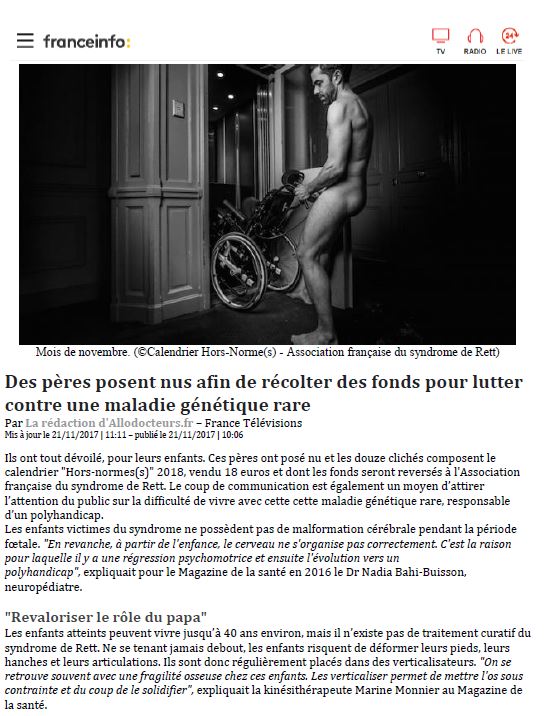 franceinfo:
TV RADIO LE LIVE
24
Mois de novembre. (©Calendrier Hors-Norme(s) - Association française du syndrome de Rett)
Des pères posent nus afin de récolter des fonds pour lutter
contre une maladie génétique rare
Par La rédaction d'Allodocteurs.fr – France Télévisions
Mis à jour le 21/11/2017 | 11:11 – publié le 21/11/2017 | 10:06
Ils ont tout dévoilé, pour leurs enfants. Ces pères ont posé nu et les douze clichés composent le
calendrier "Hors-normes(s)" 2018, vendu 18 euros et dont les fonds seront reversés à l'Association
française du syndrome de Rett. Le coup de communication est également un moyen d'attirer
l'attention du public sur la difficulté de vivre avec cette cette maladie génétique rare, responsable
d'un polyhandicap.
Les enfants victimes du syndrome ne possèdent pas de malformation cérébrale pendant la période
fœtale. "En revanche, à partir de l'enfance, le cerveau ne s'organise pas correctement. C'est la raison
pour laquelle il y a une régression psychomotrice et ensuite l'évolution vers un
polyhandicap", expliquait pour le Magazine de la santé en 2016 le Dr Nadia Bahi-Buisson,
neuropédiatre.
"Revaloriser le rôle du papa"
Les enfants atteints peuvent vivre jusqu'à 40 ans environ, mais il n'existe pas de traitement curatif du
syndrome de Rett. Ne se tenant jamais debout, les enfants risquent de déformer leurs pieds, leurs
hanches et leurs articulations. Ils sont donc régulièrement placés dans des verticalisateurs. "On se
retrouve souvent avec une fragilité osseuse chez ces enfants. Les verticaliser permet de mettre l'os sous
contrainte et du coup de le solidifier", expliquait la kinésithérapeute Marine Monnier au Magazine de
la santé.